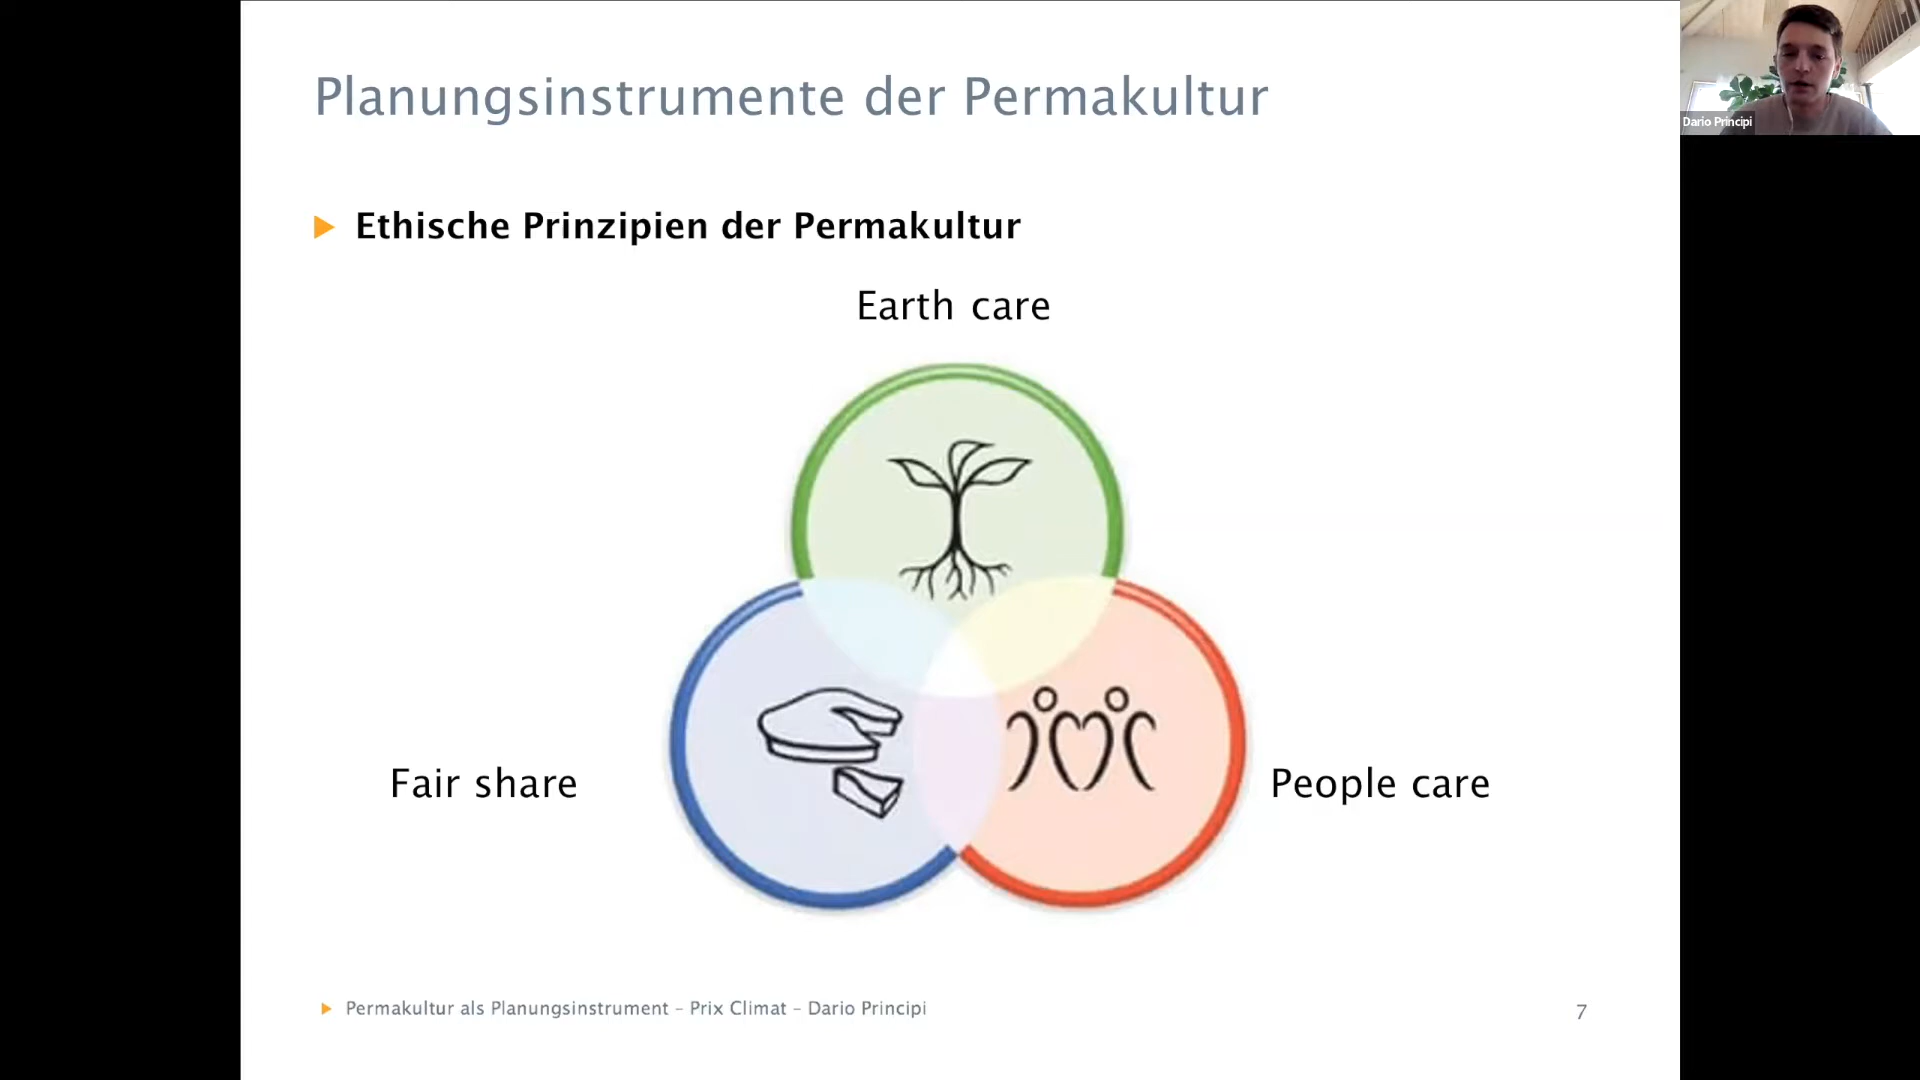 Planungsinstrumente der Permakultur
Dario Principi
Ethische Prinzipien der Permakultur
Earth care
Fair share
People care
Permakultur als Planungsinstrument – Prix Climat – Dario Principi
7